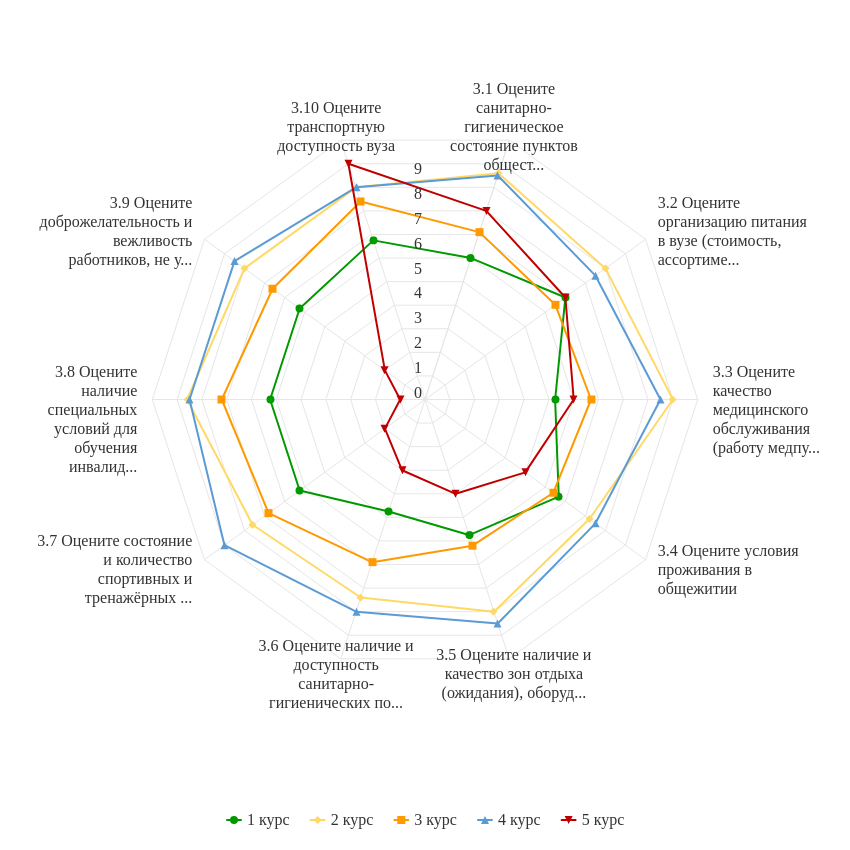 3.1 Оцените
санитарно-
гигиеническое
состояние пунктов
общест...
3.10 Оцените
транспортную
доступность вуза
3.2 Оцените
организацию питания
в вузе (стоимость,
ассортиме...
3.9 Оцените
доброжелательность и
вежливость
работников, не у...
9
8
7
6
5
4
3
2
1
0
3.3 Оцените
качество
медицинского
обслуживания
(работу медпу...
3.8 Оцените
наличие
специальных
условий для
обучения
инвалид...
3.4 Оцените условия
проживания в
общежитии
3.7 Оцените состояние
и количество
спортивных и
тренажёрных ...
3.6 Оцените наличие и
доступность
санитарно-
гигиенических по...
3.5 Оцените наличие и
качество зон отдыха
(ожидания), оборуд...
1 курс 2 курс 3 курс 4 курс 5 курс